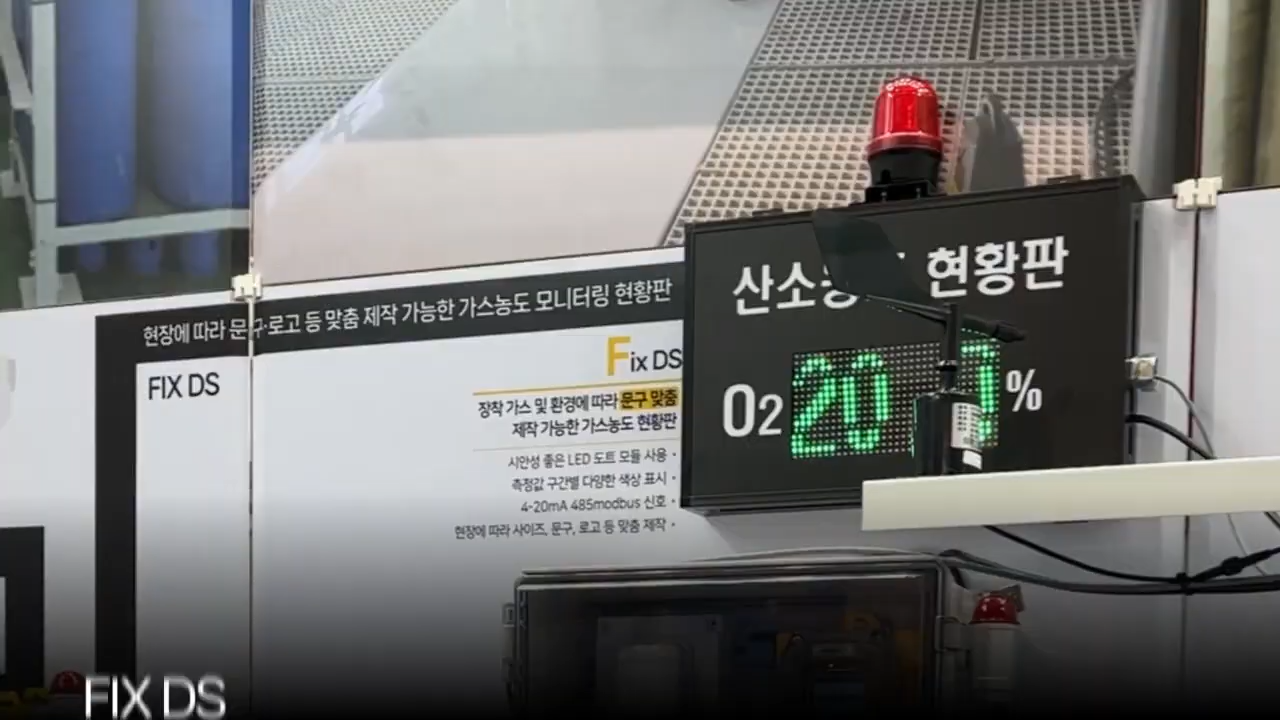 현장에 따라 문구·로고 등 맞춤 제작 가능한 가스농도 모니터링 현황판
FIX DS
Fix DS
장착 가스 및 환경에 따라 문구 맞춤
제작 가능한 가스농도 현황판
시안성 좋은 LED 도트 모듈 사용 •
측정값 구간별 다양한 색상 표시 •
4-20mA 485modbus 신호 •
현장에 따라 사이즈, 문구, 로고 등 맞춤 제작 •
산소 현황판
O2 20 %
FIX DS